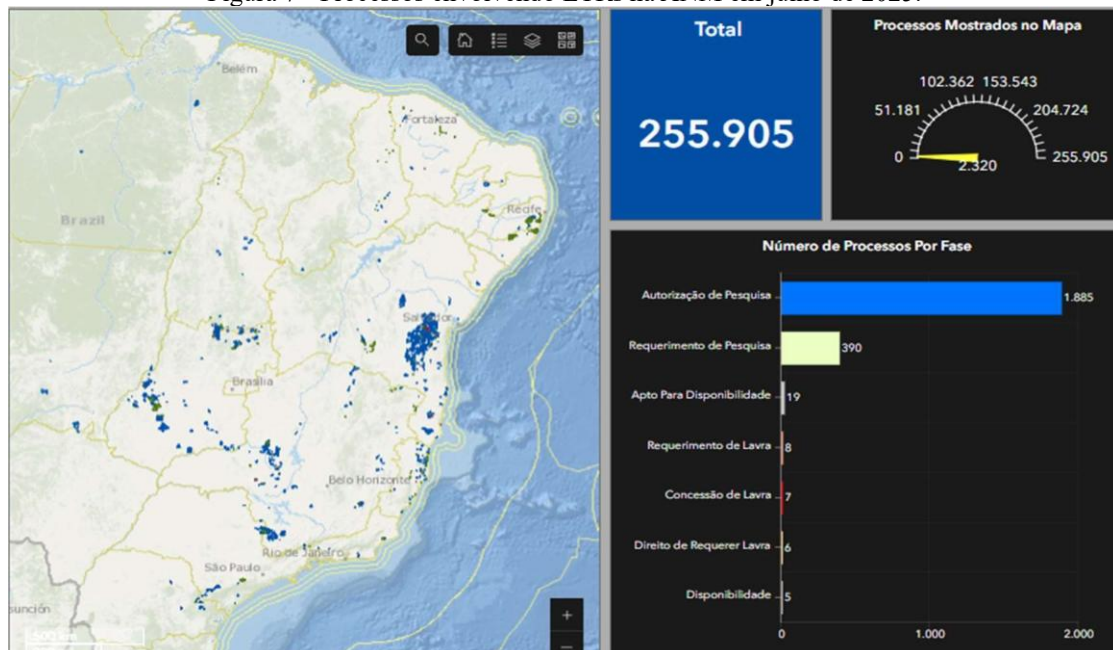 Belém
Fortaleza
Brazil
Recife
Salvador
Brasília
Belo Horizonte
Rio de Janeiro
São Paulo
sunción
500 km
Total
255.905
Processos Mostrados no Mapa
102.362 153.543
51.181 204.724
0 2.320 255.905
Número de Processos Por Fase
Autorização de Pesquisa 1.885
Requerimento de Pesquisa 390
Apto Para Disponibilidade 19
Requerimento de Lavra 8
Concessão de Lavra 7
Direito de Requerer Lavra 6
Disponibilidade 5
0 1.000 2.000